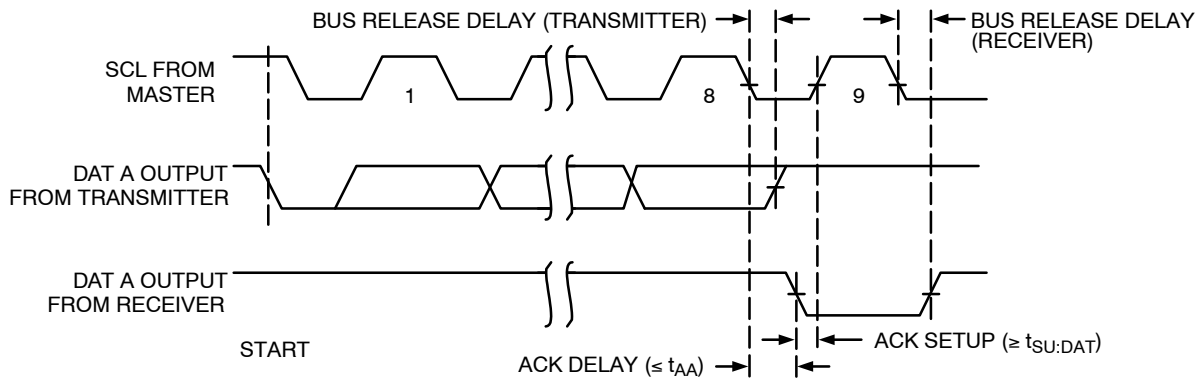 BUS RELEASE DELAY (TRANSMITTER)
BUS RELEASE DELAY
(RECEIVER)
SCL FROM
MASTER
1
8
9
DAT A OUTPUT
FROM TRANSMITTER
DAT A OUTPUT
FROM RECEIVER
START
ACK SETUP (≥ tSU:DAT)
ACK DELAY (≤ tAA)